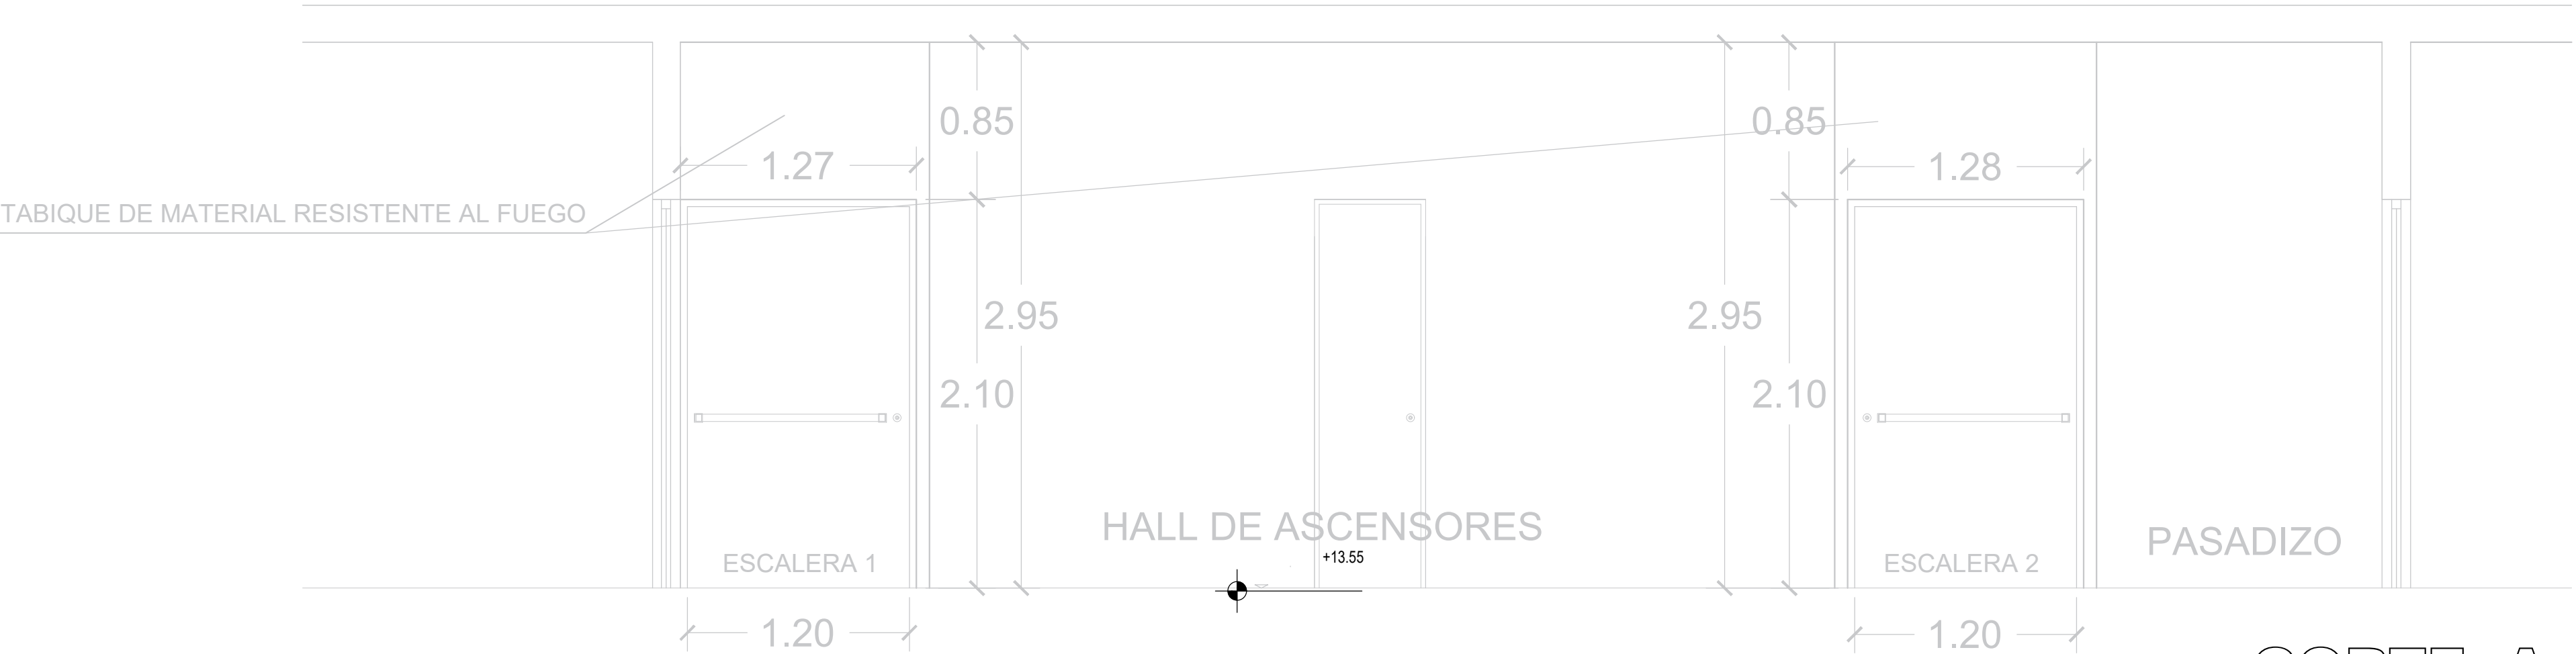 0.85
0.85
1.27
1.28
TABIQUE DE MATERIAL RESISTENTE AL FUEGO
2.95
2.95
2.10
2.10
HALL DE ASCENSORES
+13.55
ESCALERA 1
ESCALERA 2
PASADIZO
1.20
1.20